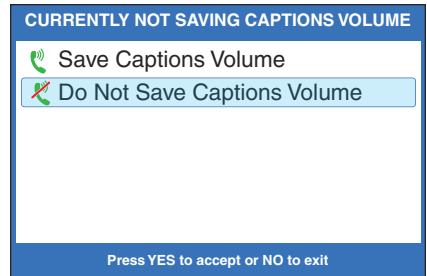 CURRENTLY NOT SAVING CAPTIONS VOLUME
Save Captions Volume
Do Not Save Captions Volume
Press YES to accept or NO to exit